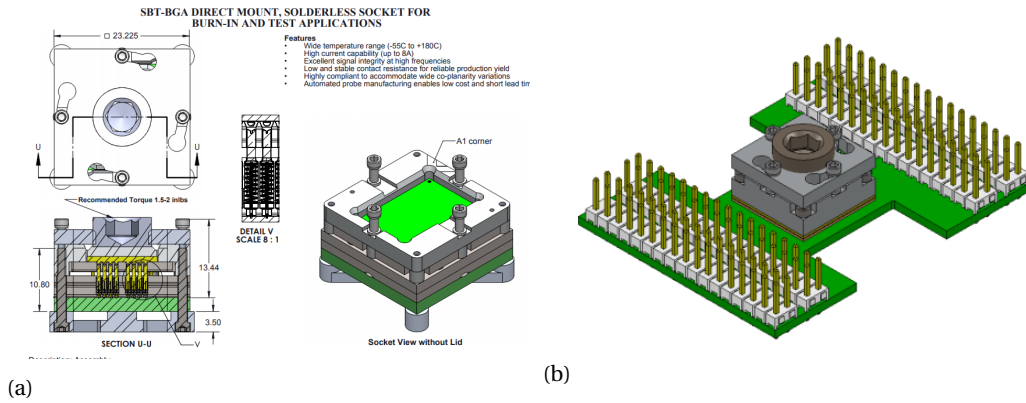 SBT-BGA DIRECT MOUNT, SOLDERLESS SOCKET FOR
BURN-IN AND TEST APPLICATIONS
□ 23.225
Features
• Wide temperature range (-55C to +180C)
• High current capability (up to 8A)
• Excellent signal integrity at high frequencies
• Low and stable contact resistance for reliable production yield
• Highly compliant to accommodate wide co-planarity variations
• Automated probe manufacturing enables low cost and short lead tim
U
U
A1 corner
Recommended Torque 1.5-2 inlbs
DETAIL V
SCALE 8 : 1
13.44
10.80
3.50
SECTION U-U
V
Socket View without Lid
(a)
(b)